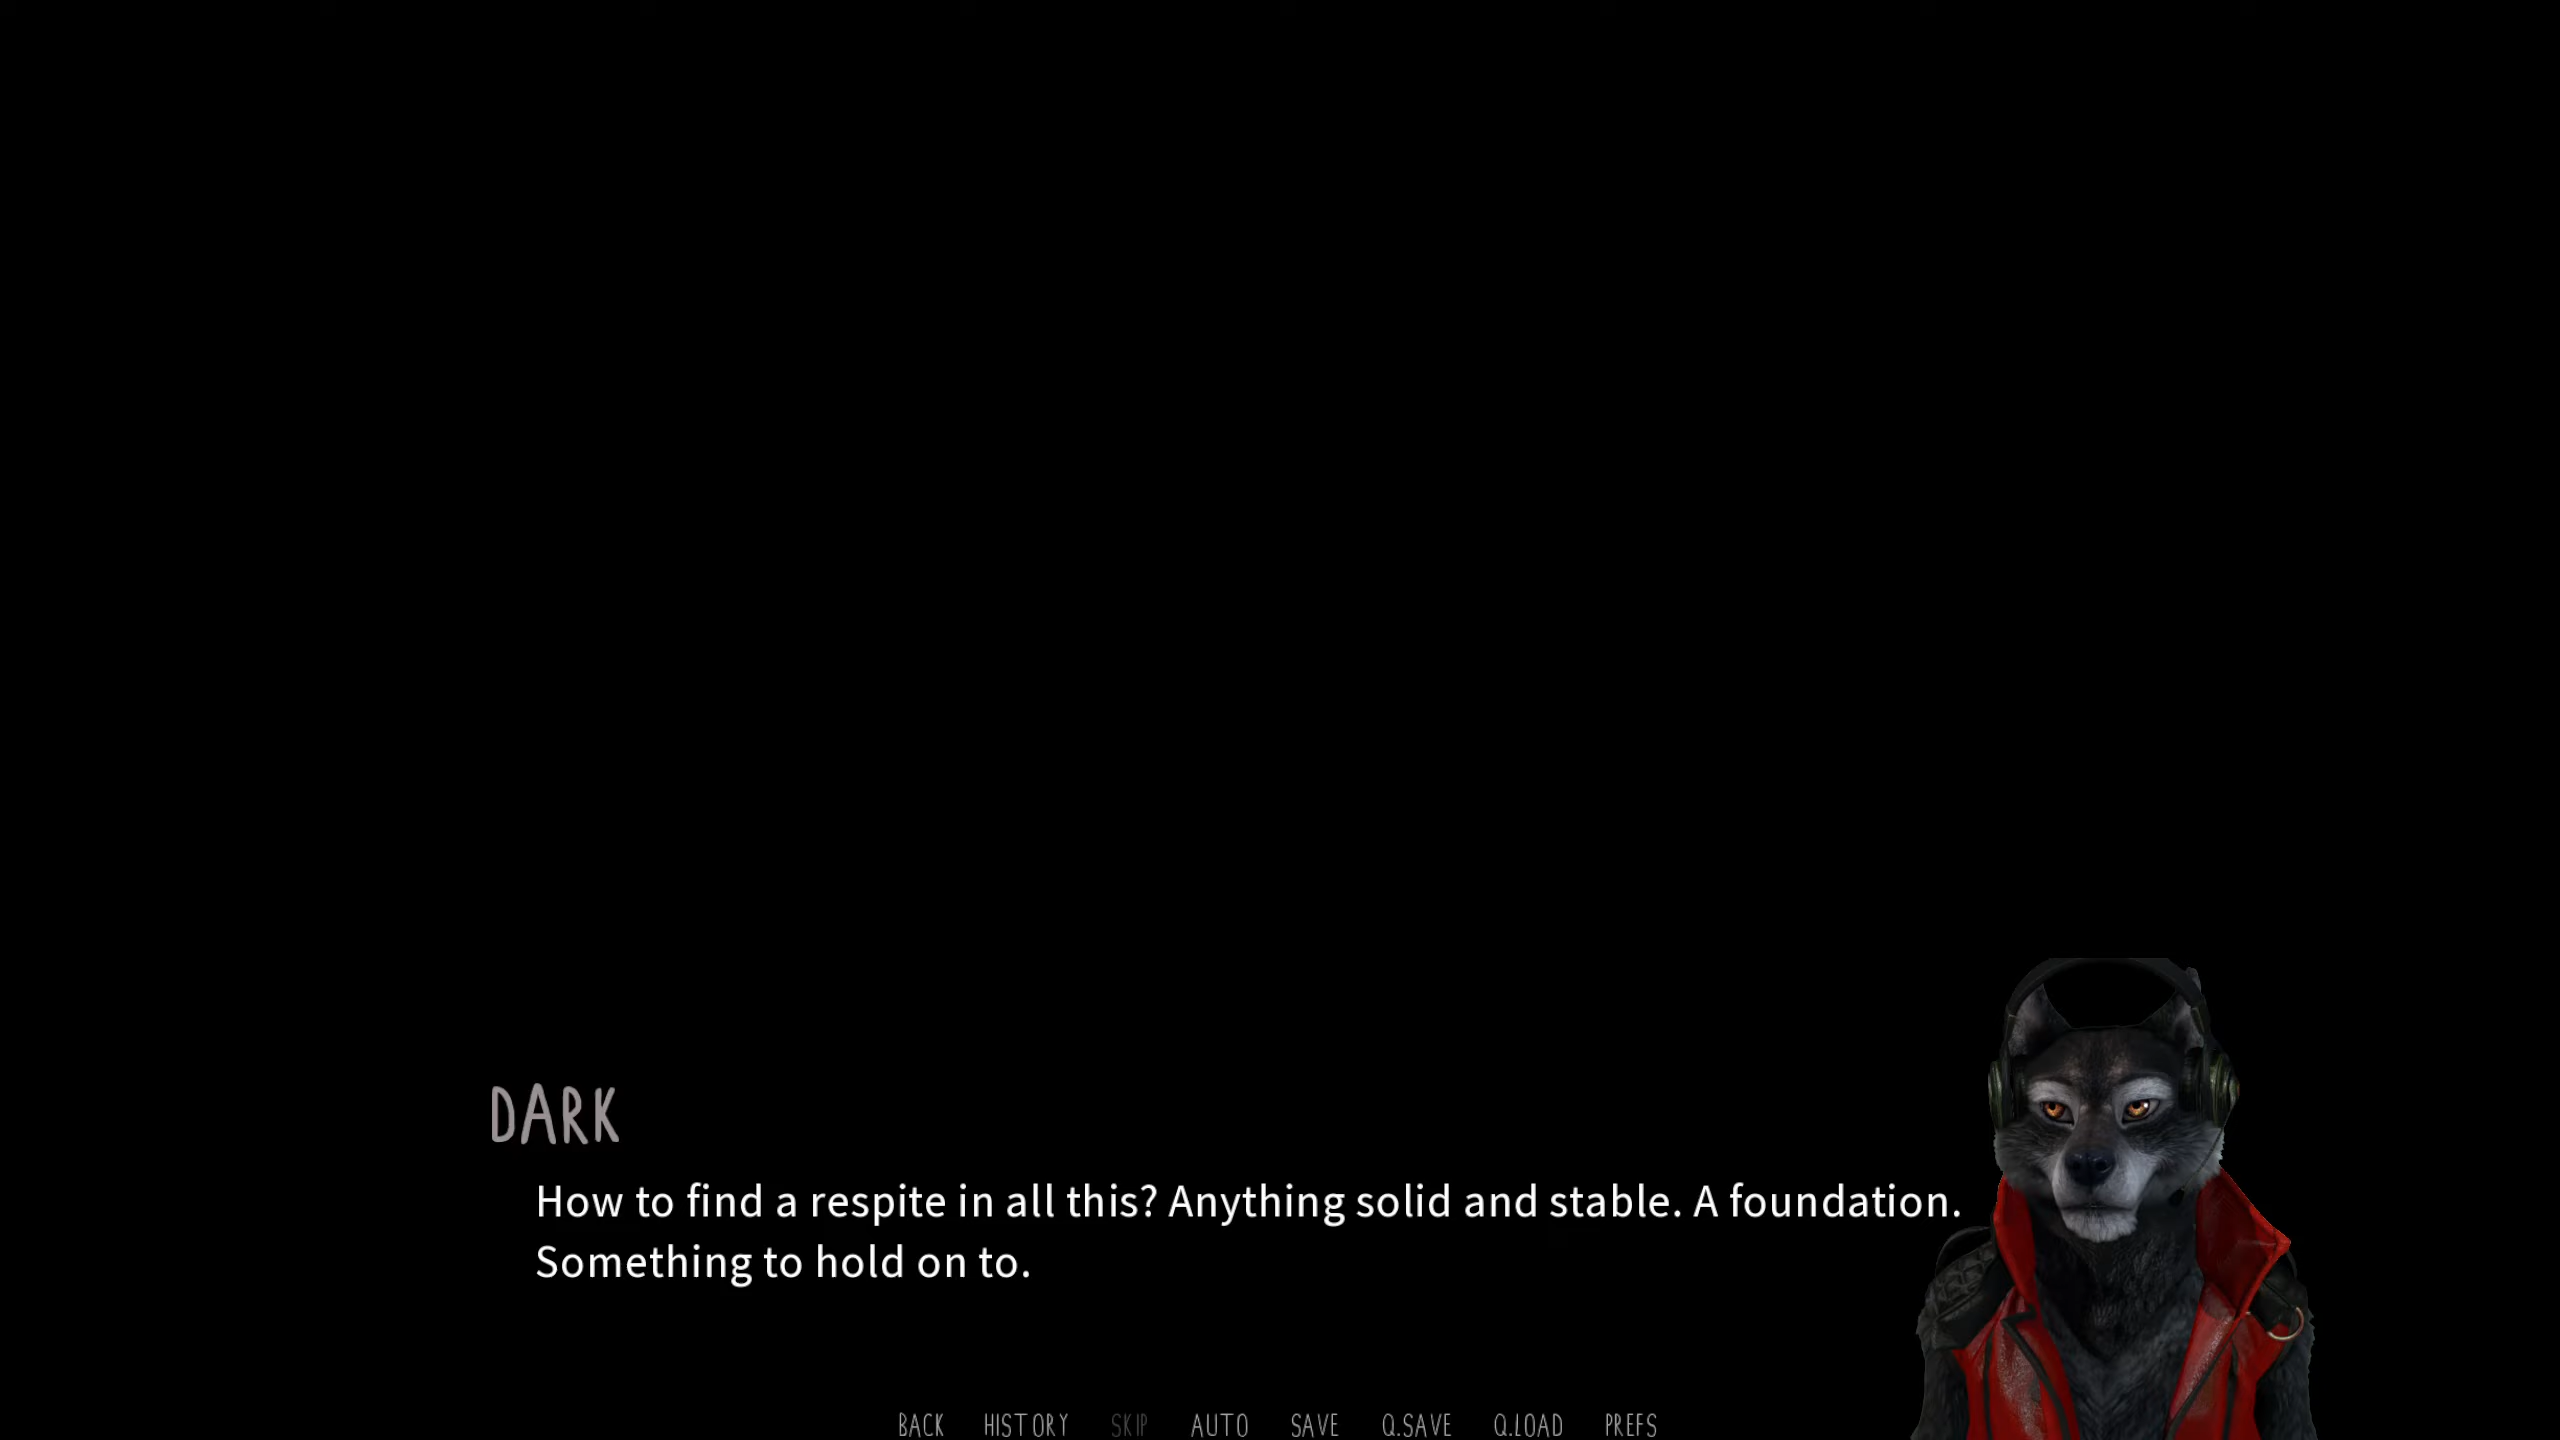 DARK
How to find a respite in all this? Anything solid and stable. A foundation.
Something to hold on to.
BACK HISTORY SKIP AUTO SAVE Q.SAVE Q.LOAD PREFS